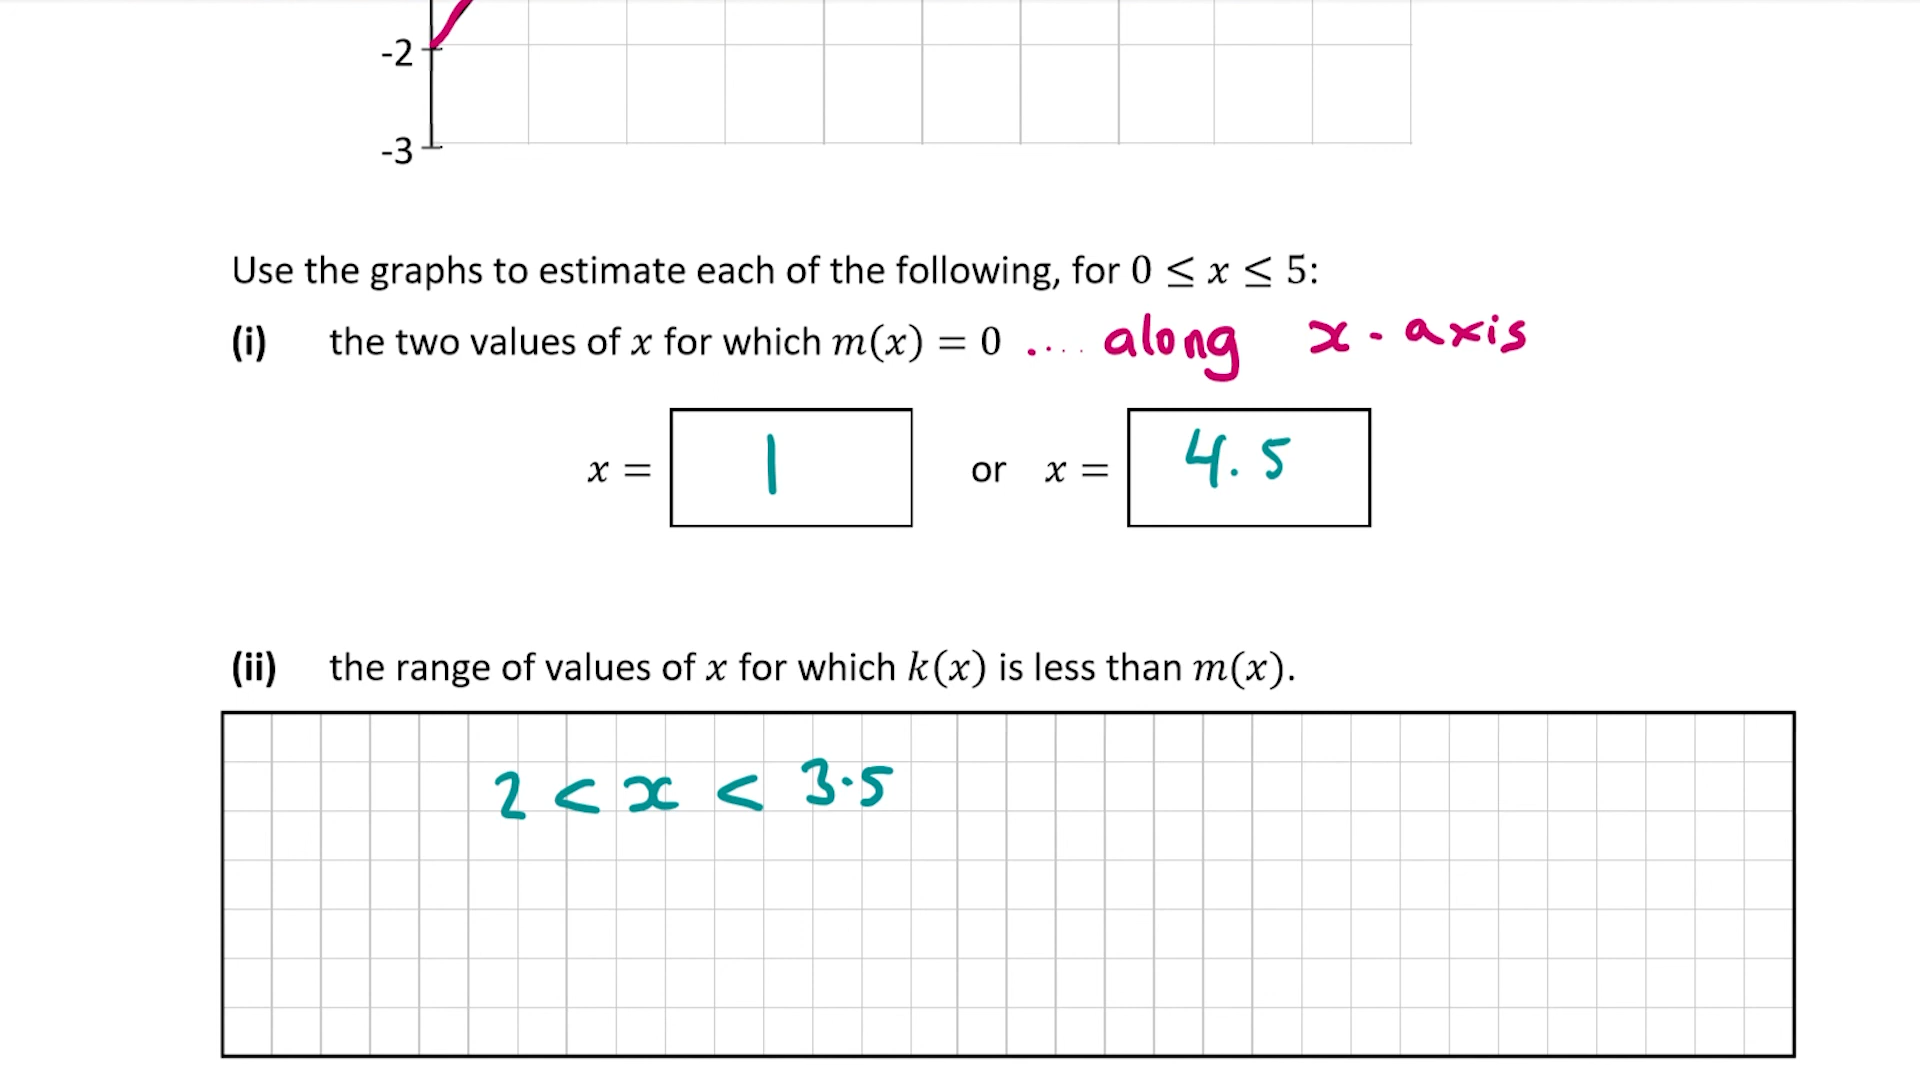 -2
-3
Use the graphs to estimate each of the following, for 0 ≤ x ≤ 5:
(i) the two values of x for which m(x) = 0 .... along x-axis
x = 1 or x = 4.5
(ii) the range of values of x for which k(x) is less than m(x).
2 < x < 3.5